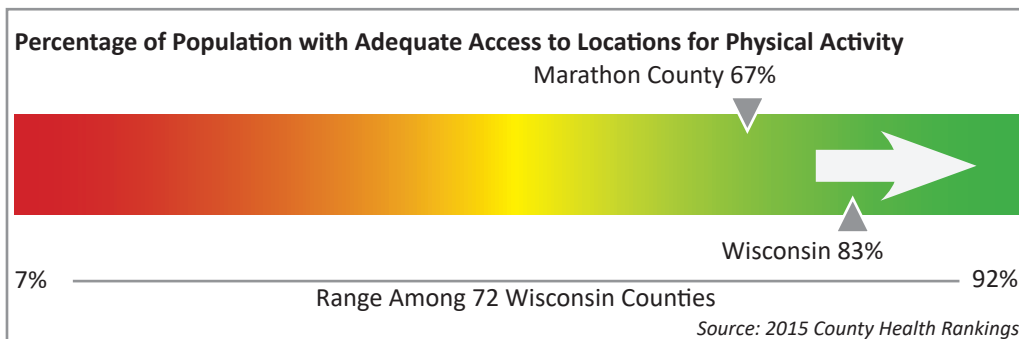 Percentage of Population with Adequate Access to Locations for Physical Activity
Marathon County 67%
Wisconsin 83%
7%
92%
Range Among 72 Wisconsin Counties
Source: 2015 County Health Rankings